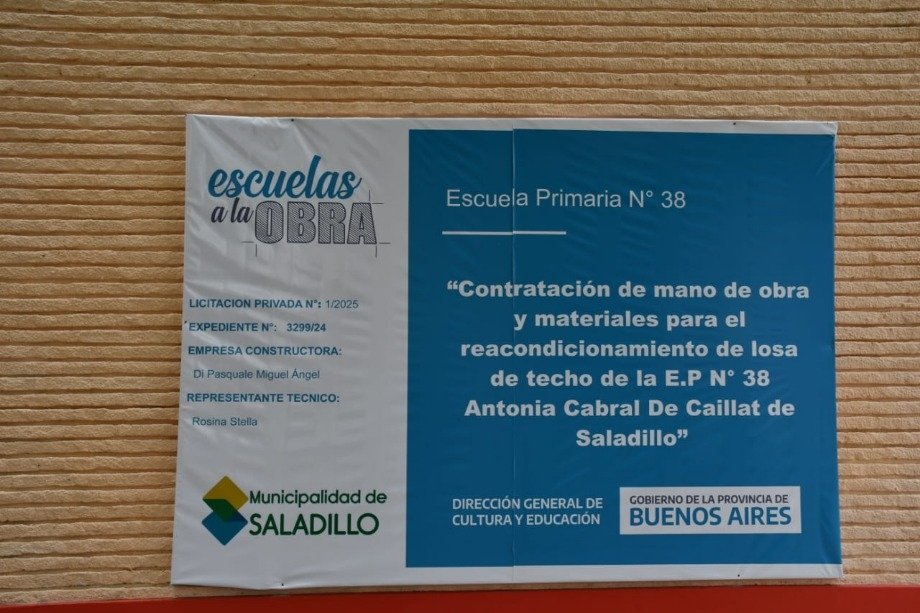 escuelas
a la OBRA
LICITACION PRIVADA N°: 1/2025
EXPEDIENTE N°: 3299/24
EMPRESA CONSTRUCTORA:
Di Pasquale Miguel Ángel
REPRESENTANTE TECNICO:
Rosina Stella
Municipalidad de
SALADILLO
Escuela Primaria N° 38
“Contratación de mano de obra
y materiales para el
reacondicionamiento de losa
de techo de la E.P N° 38
Antonia Cabral De Caillat de
Saladillo”
DIRECCIÓN GENERAL DE
CULTURA Y EDUCACIÓN
GOBIERNO DE LA PROVINCIA DE
BUENOS AIRES